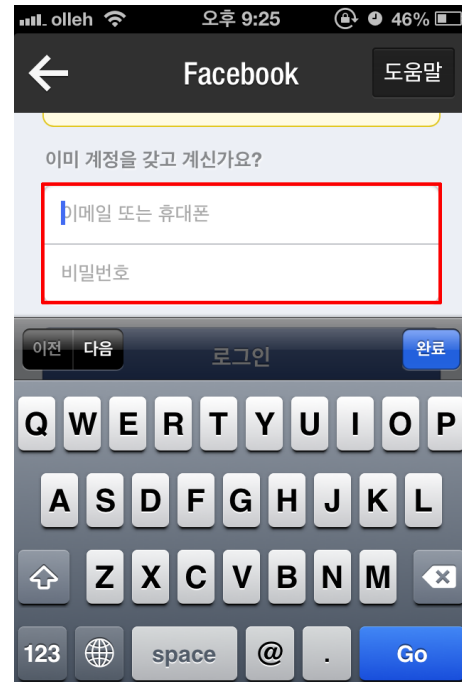 olleh 오후 9:25 46%
Facebook 도움말
이미 계정을 갖고 계신가요?
이메일 또는 휴대폰
비밀번호
이전 다음 로그인 완료
Q W E R T Y U I O P
A S D F G H J K L
Z X C V B N M
123 space @ . Go